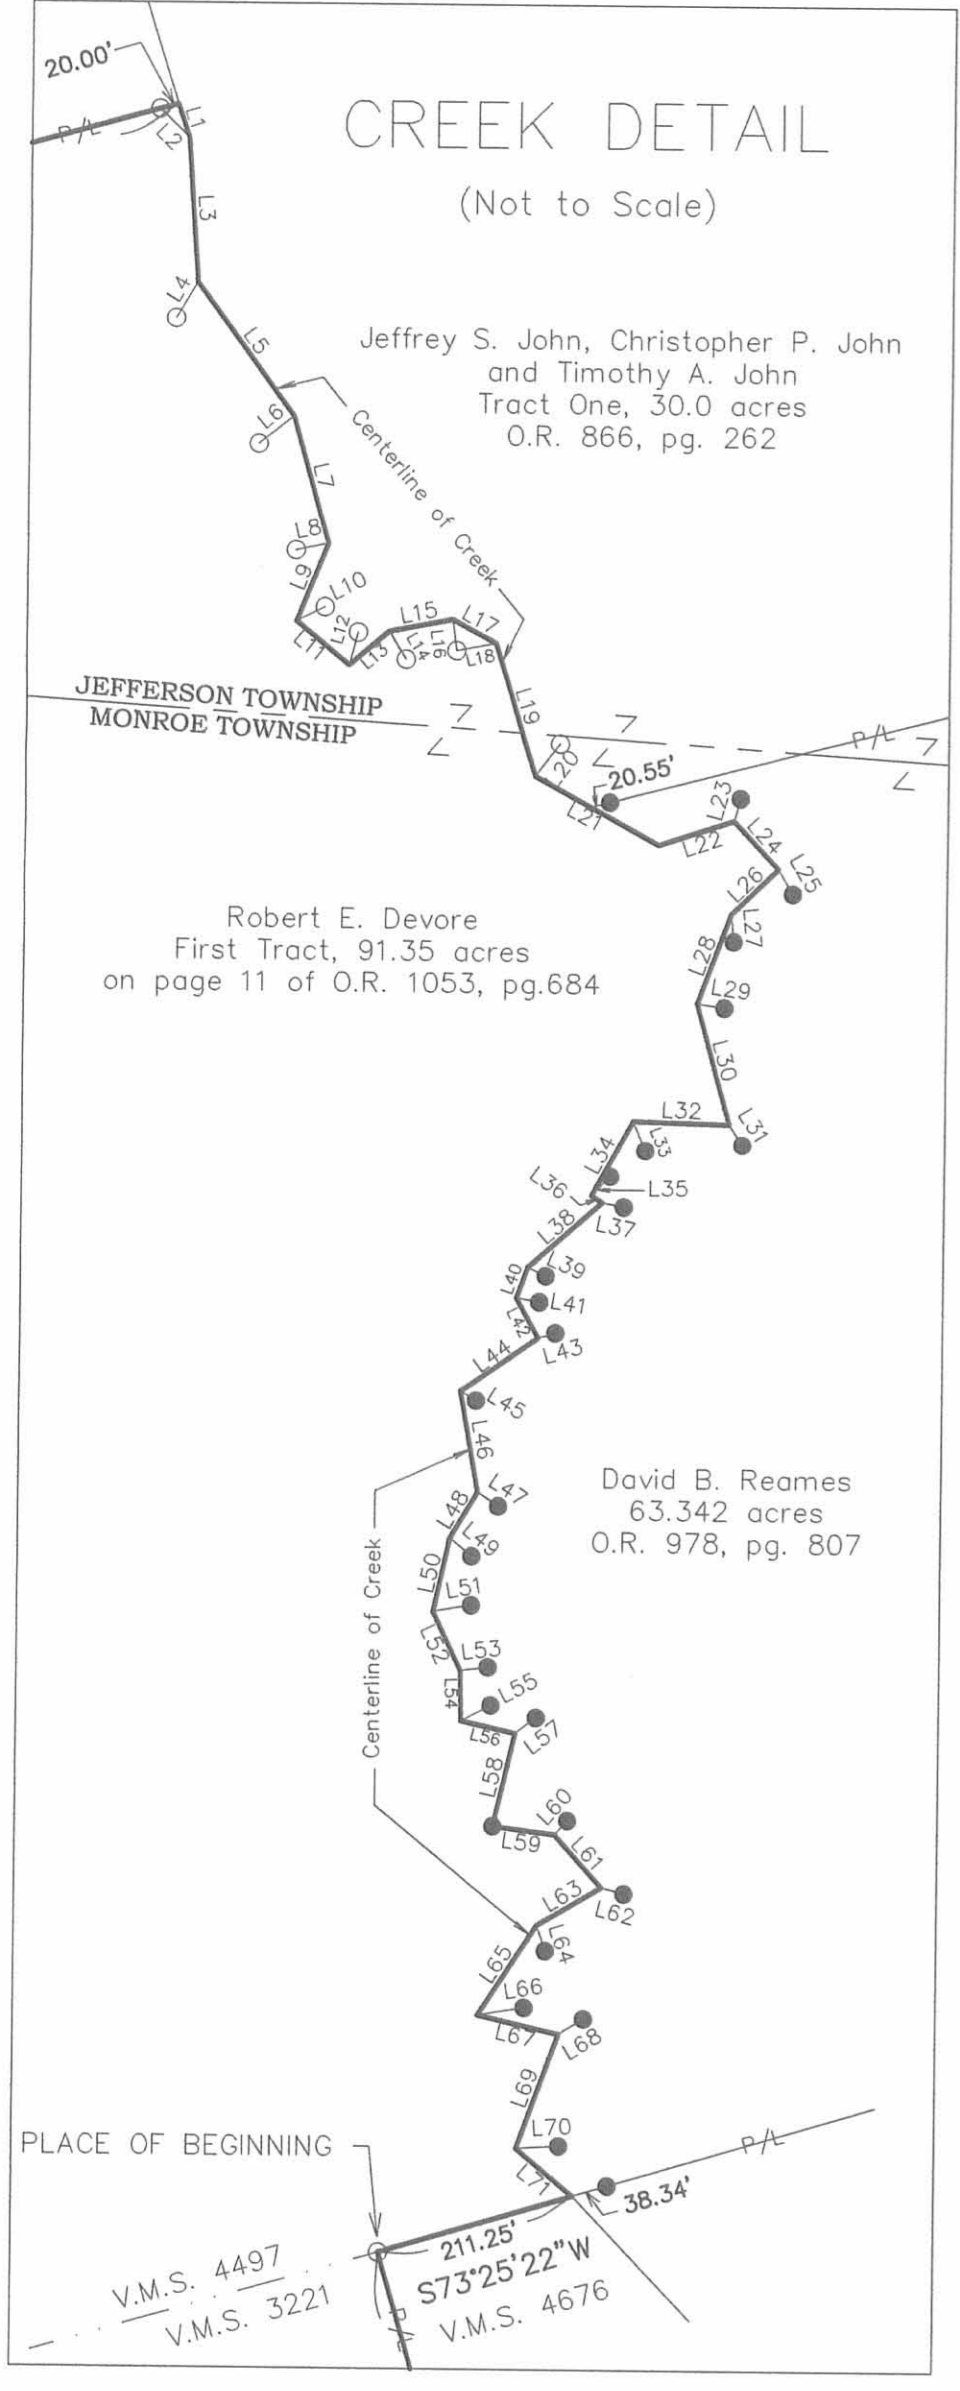 20.00'
CREEK DETAIL
(Not to Scale)
P/L
L1
L2
L3
L4
L5
Jeffrey S. John, Christopher P. John
and Timothy A. John
Tract One, 30.0 acres
O.R. 866, pg. 262
L6
Centerline of Creek
L7
L8
L9
L10
L11
L12
L13
L14
L15
L16
L17
L18
JEFFERSON TOWNSHIP
MONROE TOWNSHIP
L19
L20
20.55'
P/L
L21
L22
L23
L24
L25
L26
L27
Robert E. Devore
First Tract, 91.35 acres
on page 11 of O.R. 1053, pg.684
L28
L29
L30
L31
L32
L33
L34
L35
L36
L37
L38
L39
L40
L41
L42
L43
L44
L45
L46
David B. Reames
63.342 acres
O.R. 978, pg. 807
L47
L48
L49
L50
L51
Centerline of Creek
L52
L53
L54
L55
L56
L57
L58
L59
L60
L61
L62
L63
L64
L65
L66
L67
L68
L69
L70
L71
PLACE OF BEGINNING
P/L
38.34'
211.25'
S73°25'22"W
V.M.S. 4497
V.M.S. 3221
V.M.S. 4676
P/L